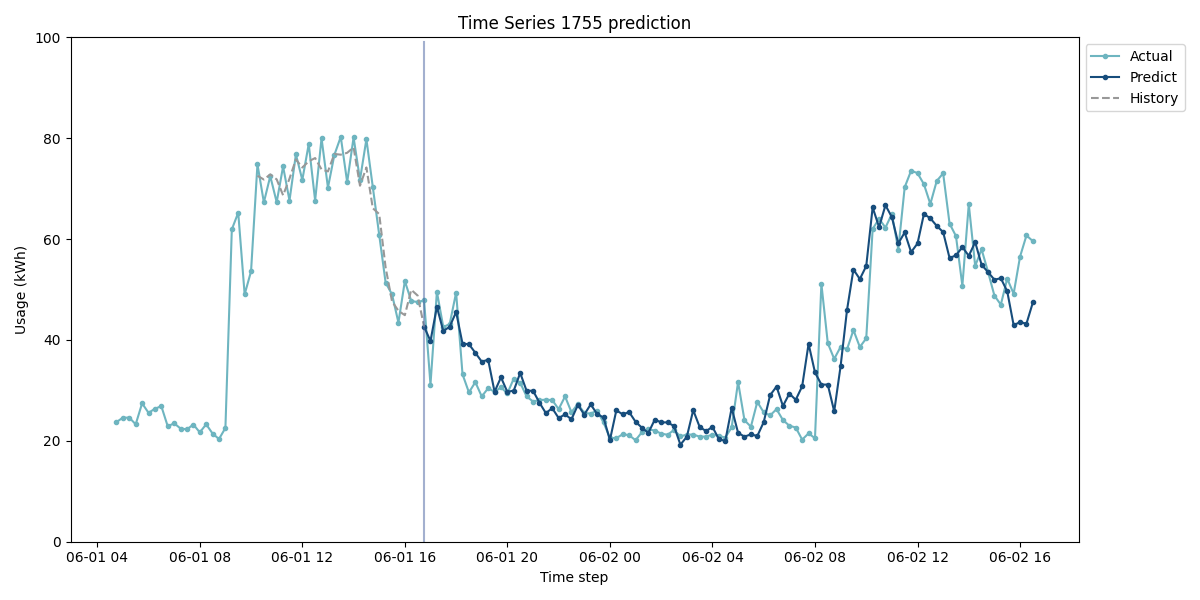 Time Series 1755 prediction
100
80
60
40
20
0
Usage (kWh)
06-01 04
06-01 08
06-01 12
06-01 16
06-01 20
06-02 00
06-02 04
06-02 08
06-02 12
06-02 16
Time step
Actual
Predict
History